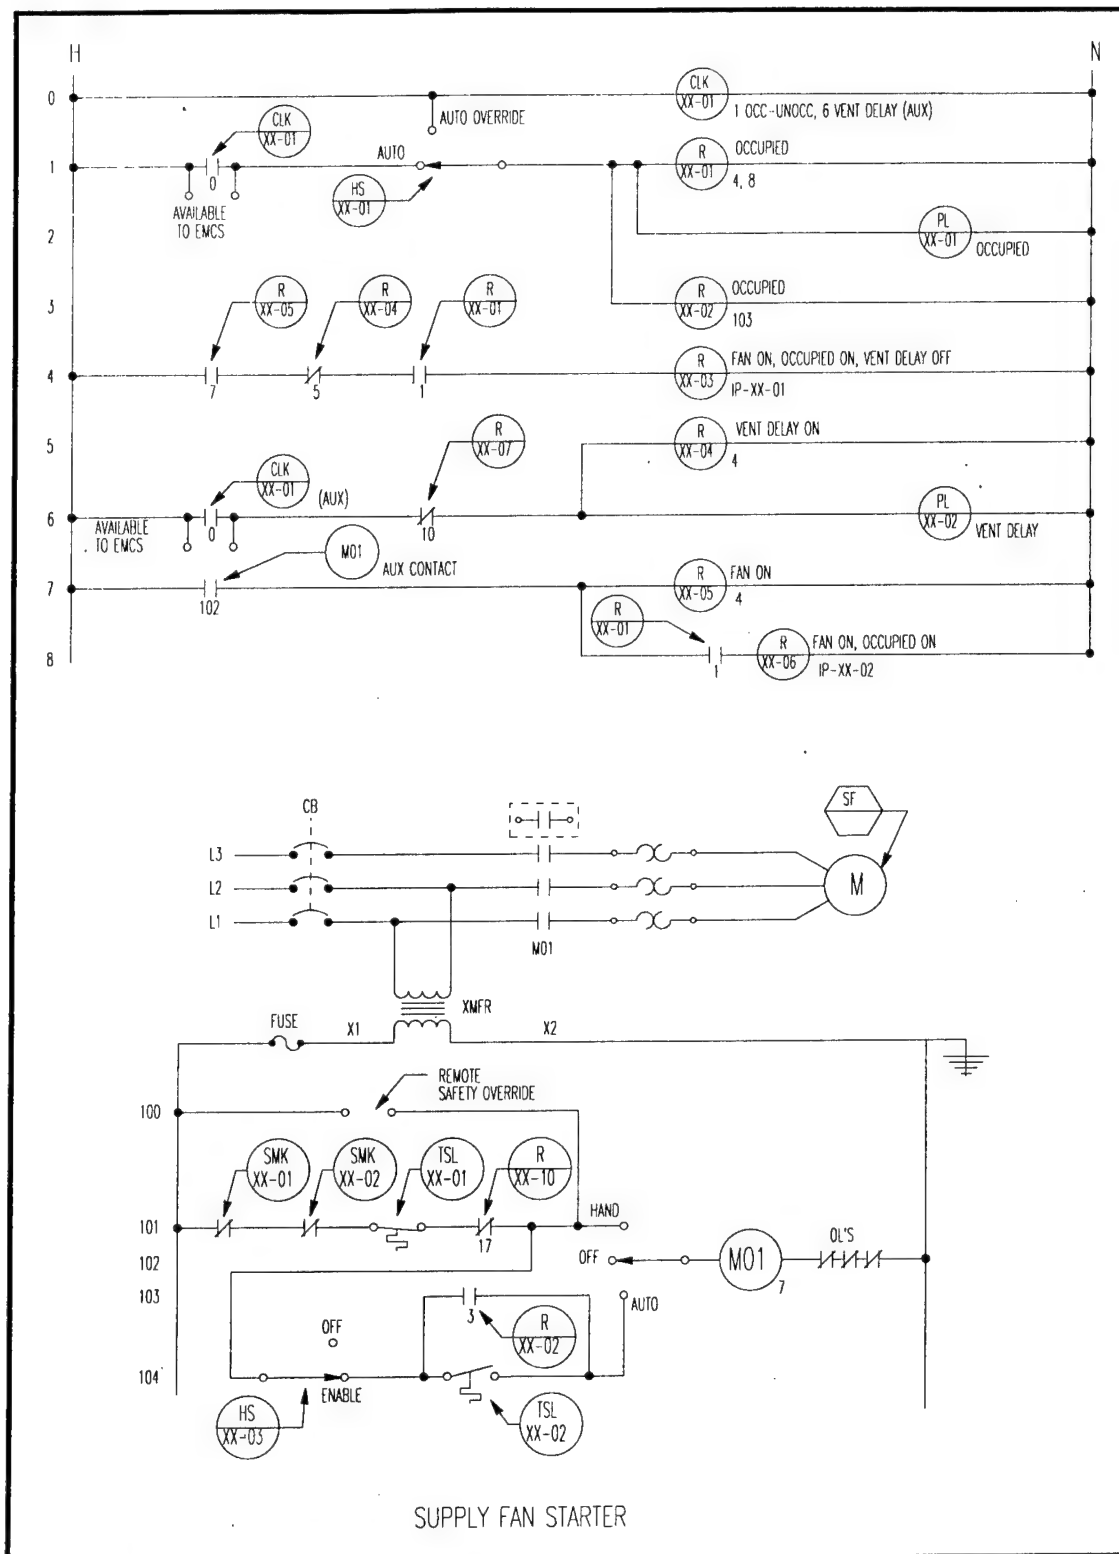 H
N
0
CLK
XX-01
1 OCC-UNOCC, 6 VENT DELAY (AUX)
AUTO OVERRIDE
CLK
XX-01
1
0
AUTO
HS
XX-01
R
XX-01
OCCUPIED
4, 8
AVAILABLE
TO EMCS
2
PL
XX-01
OCCUPIED
3
R
XX-05
R
XX-04
R
XX-01
R
XX-02
OCCUPIED
103
4
7
5
1
R
XX-03
FAN ON, OCCUPIED ON, VENT DELAY OFF
IP-XX-01
5
R
XX-07
R
XX-04
VENT DELAY ON
4
CLK
XX-01
(AUX)
6
0
10
PL
XX-02
VENT DELAY
AVAILABLE
TO EMCS
M01
AUX CONTACT
7
102
R
XX-05
FAN ON
4
R
XX-01
8
1
R
XX-06
FAN ON, OCCUPIED ON
IP-XX-02
CB
SF
L3
L2
L1
M
M01
XMFR
FUSE
X1
X2
REMOTE
SAFETY OVERRIDE
100
SMK
XX-01
SMK
XX-02
TSL
XX-01
R
XX-10
101
17
HAND
102
OFF
M01
7
OL'S
103
3
AUTO
R
XX-02
OFF
104
ENABLE
HS
XX-03
TSL
XX-02
SUPPLY FAN STARTER